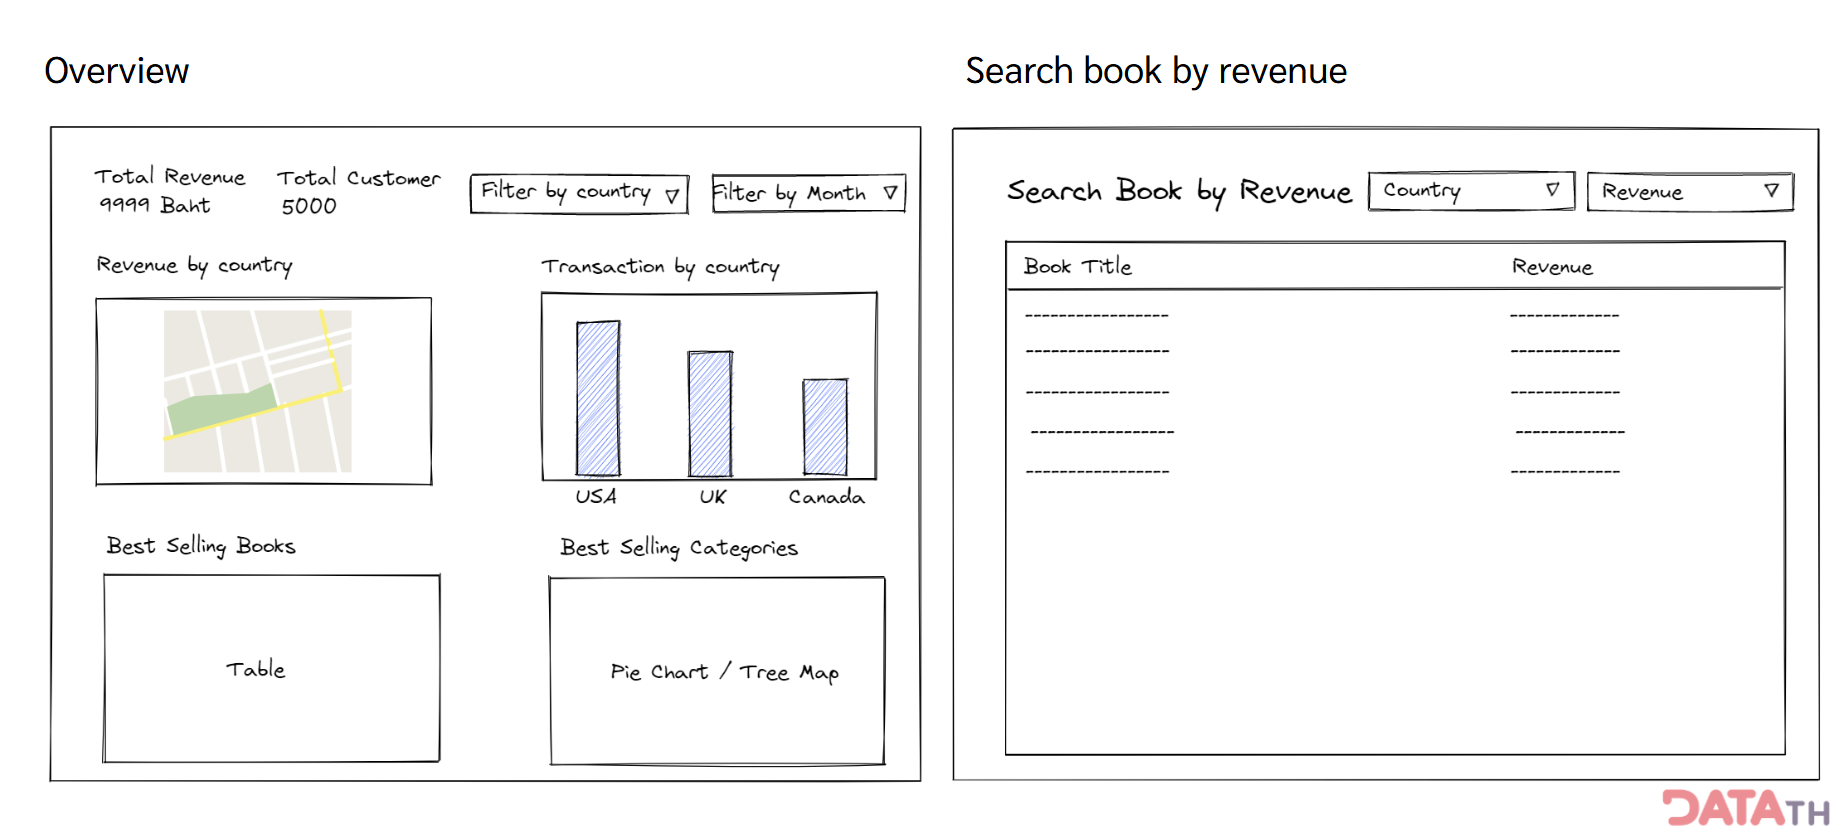 Overview
Total Revenue
9999 Baht
Total Customer
5000
Filter by country
Filter by Month
Revenue by country
Transaction by country
USA
UK
Canada
Best Selling Books
Best Selling Categories
Table
Pie Chart / Tree Map
Search book by revenue
Search Book by Revenue
Country
Revenue
Book Title
Revenue
DATATH